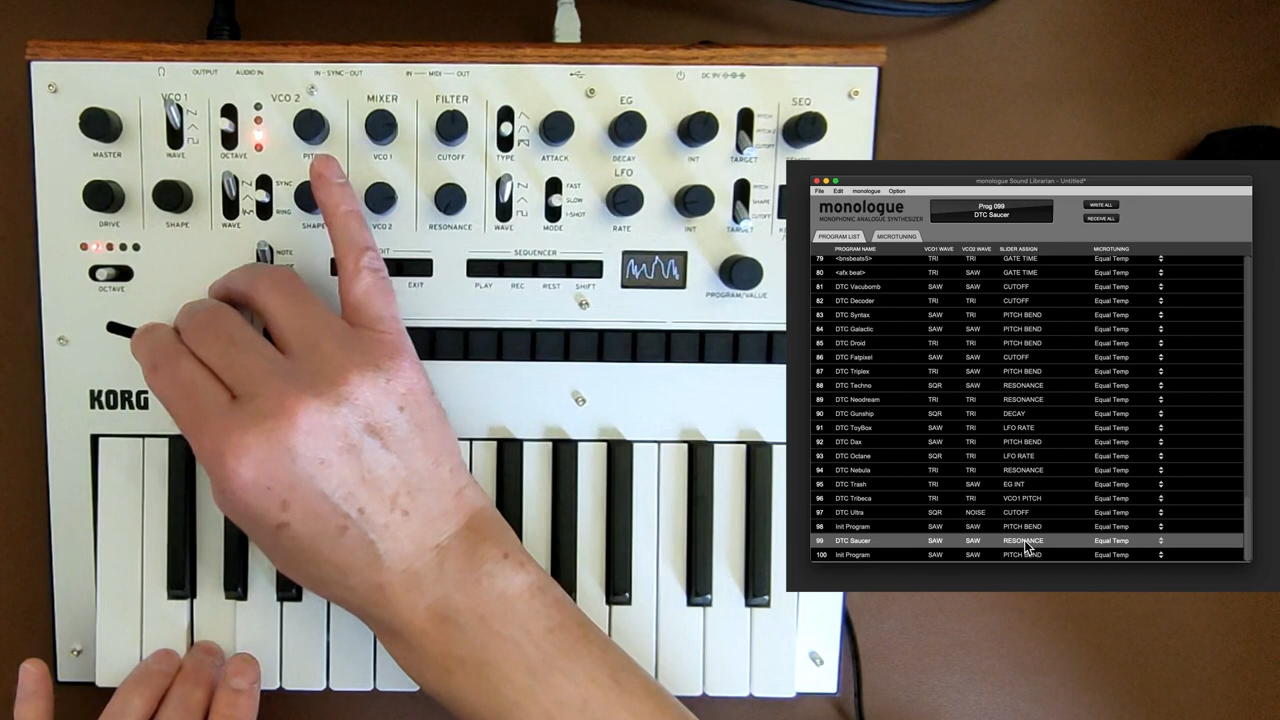 OUTPUT AUDIO IN IN-SYNC-OUT IN — MIDI — OUT DC 9V
VCO 1 VCO 2 MIXER FILTER EG SEQ
MASTER WAVE OCTAVE VCO 1 CUTOFF TYPE ATTACK DECAY INT TARGET
PITCH
PITCH 2
CUTOFF
SYNC
RING
LFO
FAST
SLOW
1-SHOT
PITCH
SHAPE
CUTOFF
DRIVE SHAPE WAVE SHAPE VCO 2 RESONANCE WAVE MODE RATE INT TARGET
NOTE
SEQUENCER
OCTAVE EXIT PLAY REC REST SHIFT PROGRAM/VALUE
KORG
monologue Sound Librarian - Untitled*
File Edit monologue Option
monologue
MONOPHONIC ANALOGUE SYNTHESIZER
Prog 099
DTC Saucer
WRITE ALL
RECEIVE ALL
PROGRAM LIST MICROTUNING
PROGRAM NAME VCO1 WAVE VCO2 WAVE SLIDER ASSIGN MICROTUNING
79 <bnsbeats5> TRI TRI GATE TIME Equal Temp
80 <afx beat> TRI SAW GATE TIME Equal Temp
81 DTC Vacubomb SAW SAW CUTOFF Equal Temp
82 DTC Decoder TRI TRI CUTOFF Equal Temp
83 DTC Syntax SAW TRI PITCH BEND Equal Temp
84 DTC Galactic SAW SAW PITCH BEND Equal Temp
85 DTC Droid TRI TRI PITCH BEND Equal Temp
86 DTC Fatpixel SAW SAW CUTOFF Equal Temp
87 DTC Triplex SAW TRI PITCH BEND Equal Temp
88 DTC Techno SQR SAW RESONANCE Equal Temp
89 DTC Neodream TRI TRI RESONANCE Equal Temp
90 DTC Gunship SQR TRI DECAY Equal Temp
91 DTC ToyBox SAW TRI LFO RATE Equal Temp
92 DTC Dax SAW TRI PITCH BEND Equal Temp
93 DTC Octane SQR TRI LFO RATE Equal Temp
94 DTC Nebula TRI TRI RESONANCE Equal Temp
95 DTC Trash TRI SAW EG INT Equal Temp
96 DTC Tribeca TRI TRI VCO1 PITCH Equal Temp
97 DTC Ultra SQR NOISE CUTOFF Equal Temp
98 Init Program SAW SAW PITCH BEND Equal Temp
99 DTC Saucer SAW SAW RESONANCE Equal Temp
100 Init Program SAW SAW PITCH BEND Equal Temp